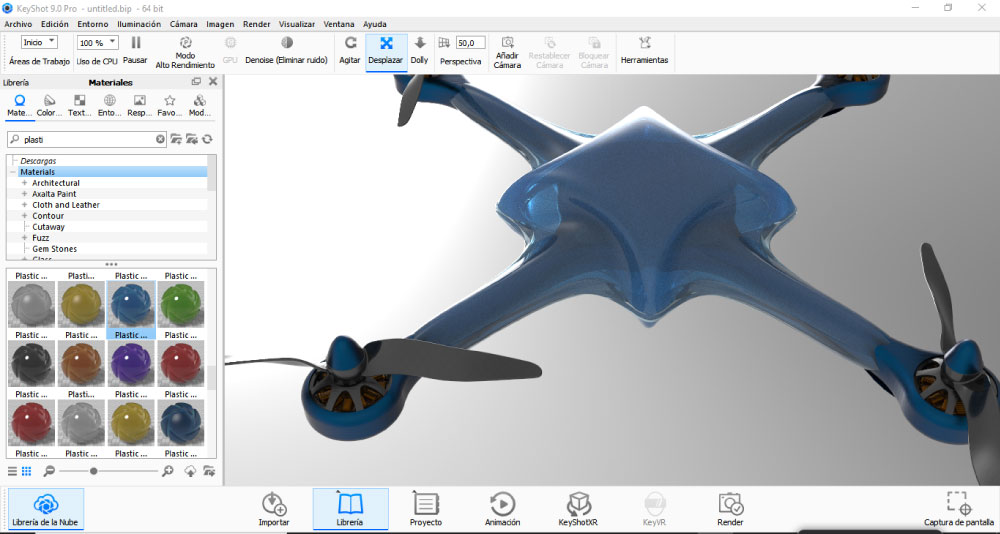 KeyShot 9.0 Pro - untitled.bip - 64 bit
Archivo Edición Entorno Iluminación Cámara Imagen Render Visualizar Ventana Ayuda
Inicio 100 % 50,0
Áreas de Trabajo Uso de CPU Pausar Modo Alto Rendimiento GPU Denoise (Eliminar ruido) Agitar Desplazar Dolly Perspectiva Añadir Cámara Restablecer Cámara Bloquear Cámara Herramientas
Librería Materiales
Mate... Color... Text... Ento... Resp... Favo... Mod...
plasti
Descargas
Materials
Architectural
Axalta Paint
Cloth and Leather
Contour
Cutaway
Fuzz
Gem Stones
Glass
Plastic ... Plasti... Plastic ... Plastic ...
Plastic ... Plastic ... Plastic ... Plastic ...
Plastic ... Plasti... Plastic ... Plastic ...
Plastic ... Plastic ... Plastic ... Plastic ...
Librería de la Nube Importar Librería Proyecto Animación KeyShotXR KeyVR Render Captura de pantalla